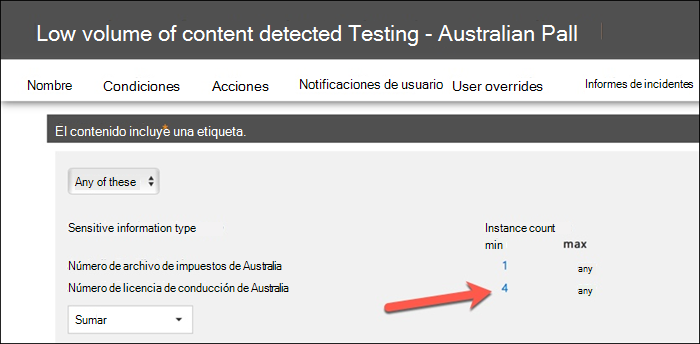 Low volume of content detected Testing - Australian Pall
Nombre Condiciones Acciones Notificaciones de usuario User overrides Informes de incidentes
El contenido incluye una etiqueta.
Any of these
Sensitive information type Instance count
min max
Número de archivo de impuestos de Australia 1 any
Número de licencia de conducción de Australia 4 any
Sumar